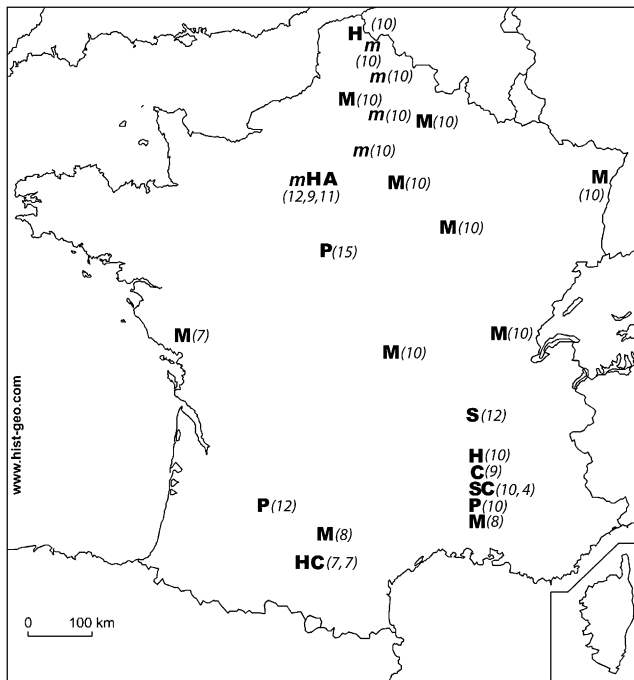 H (10)
m
(10)
m (10)
M (10)
m (10)
M (10)
m (10)
mHA
(12,9,11)
M (10)
M
(10)
M (10)
P (15)
M (7)
M (10)
M (10)
S (12)
H (10)
C (9)
SC (10, 4)
P (10)
M (8)
P (12)
M (8)
HC (7, 7)
www.hist-geo.com
0 100 km